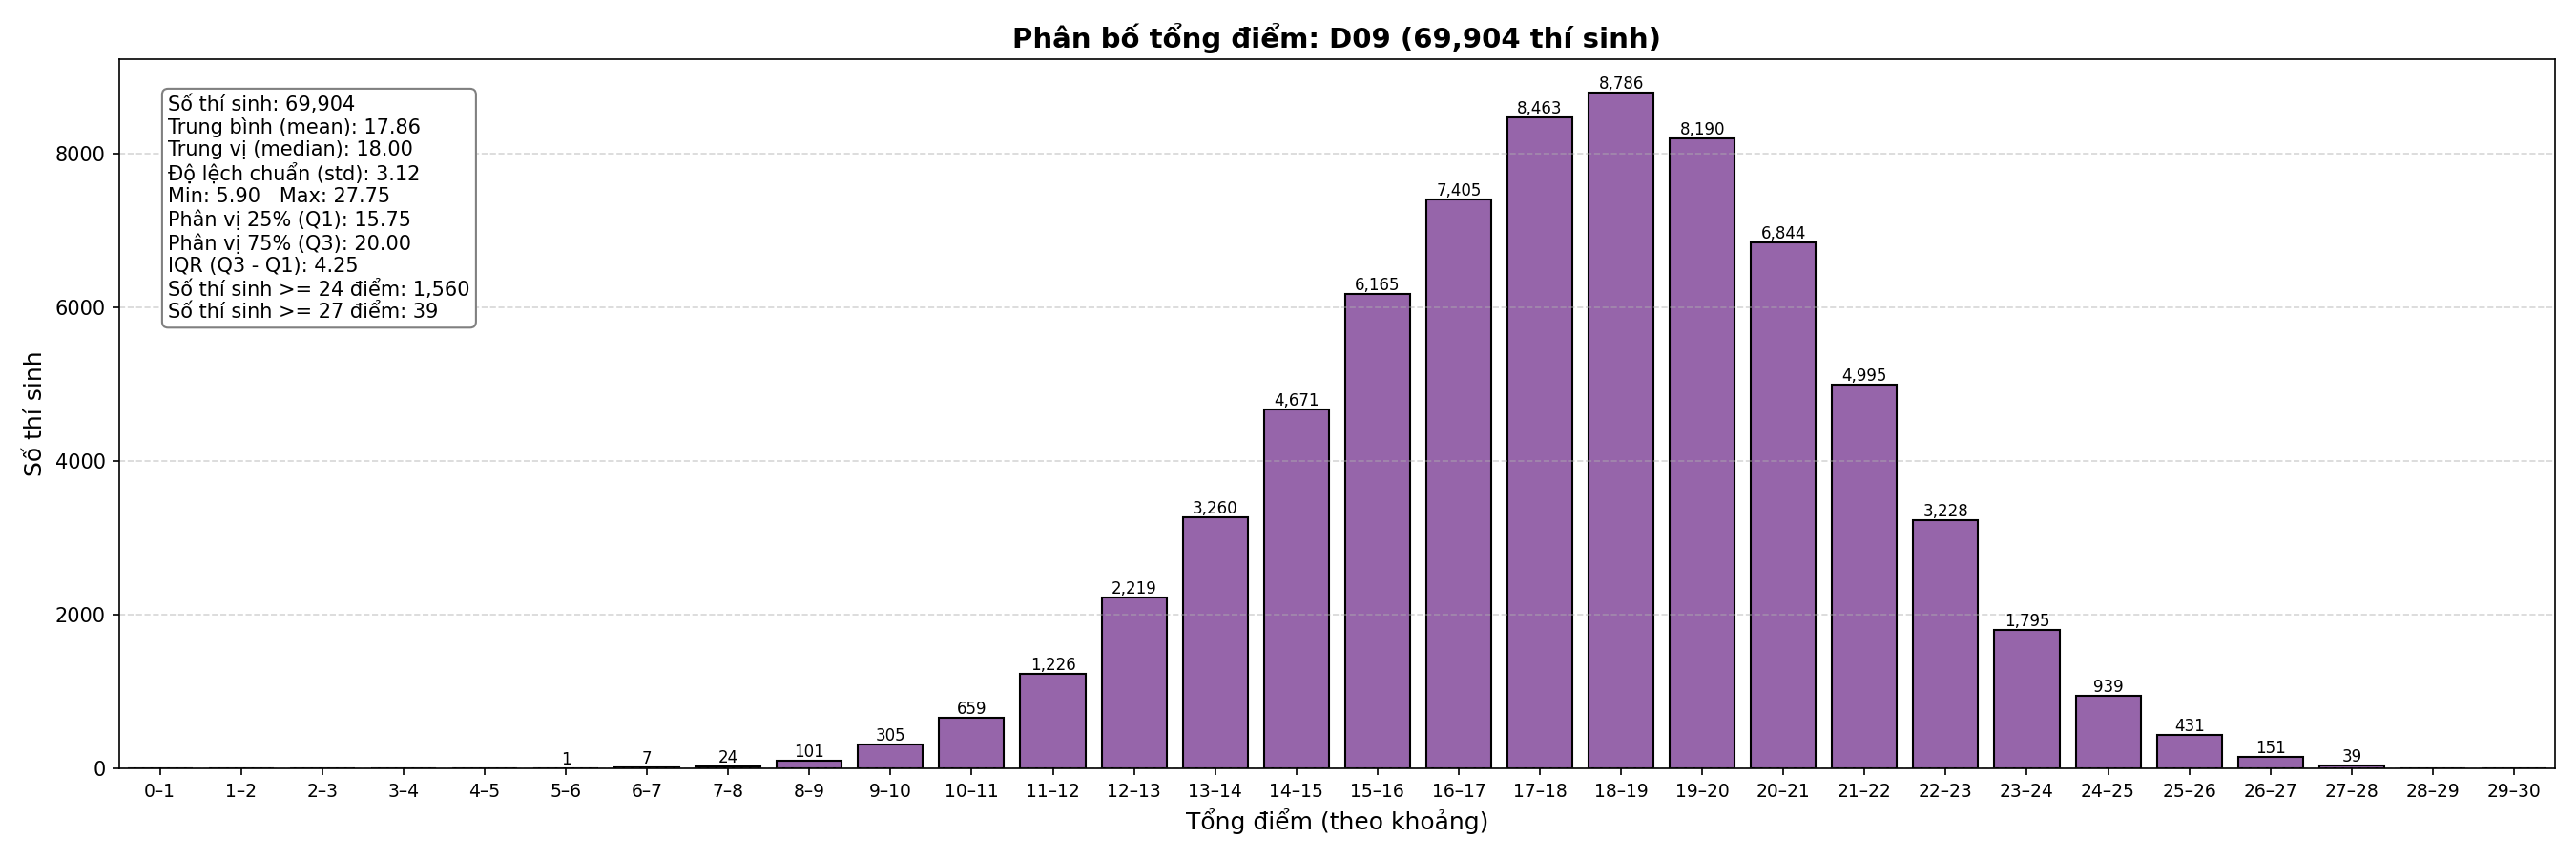 Phân bố tổng điểm: D09 (69,904 thí sinh)
Số thí sinh: 69,904
Trung bình (mean): 17.86
Trung vị (median): 18.00
Độ lệch chuẩn (std): 3.12
Min: 5.90   Max: 27.75
Phân vị 25% (Q1): 15.75
Phân vị 75% (Q3): 20.00
IQR (Q3 - Q1): 4.25
Số thí sinh >= 24 điểm: 1,560
Số thí sinh >= 27 điểm: 39
Số thí sinh
8000
6000
4000
2000
0
1 7 24 101 305 659 1,226 2,219 3,260 4,671 6,165 7,405 8,463 8,786 8,190 6,844 4,995 3,228 1,795 939 431 151 39
0–1 1–2 2–3 3–4 4–5 5–6 6–7 7–8 8–9 9–10 10–11 11–12 12–13 13–14 14–15 15–16 16–17 17–18 18–19 19–20 20–21 21–22 22–23 23–24 24–25 25–26 26–27 27–28 28–29 29–30
Tổng điểm (theo khoảng)